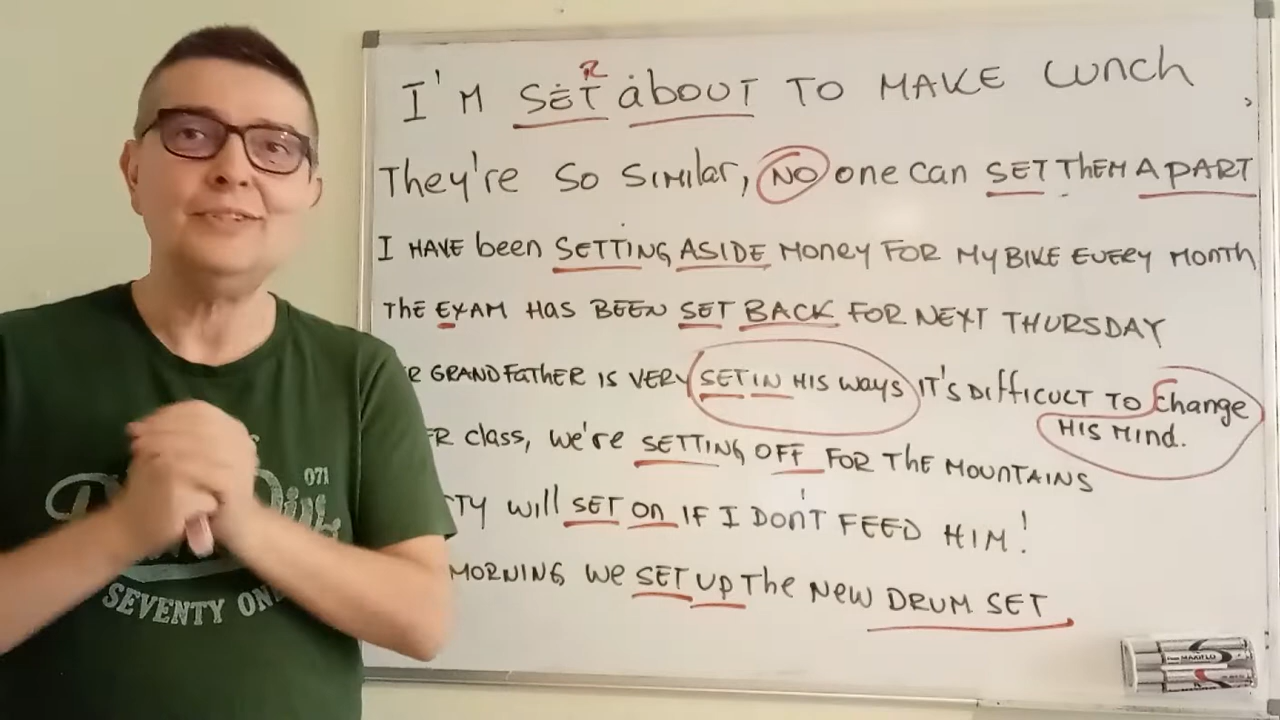 R
I'M SET about TO MAKE Lunch
They're So Similar, NO one can SET Them APART
I HAVE been SETTING ASIDE Money FOR My BIKE EVERY MONTH
The EXAM HAS BEEN SET BACK FOR NEXT THURSDAY
R GRANDFATHER IS VERY SET IN HIS WAYS IT'S DIFFICULT TO change
HIS MIND.
ER class, we're SETTING OFF FOR The MOUNTAINS
TY will SET ON IF I DON'T FEED HIM!
MORNING we SET UP The NEW DRUM SET
071
SEVENTY ONE
MAXIFLO